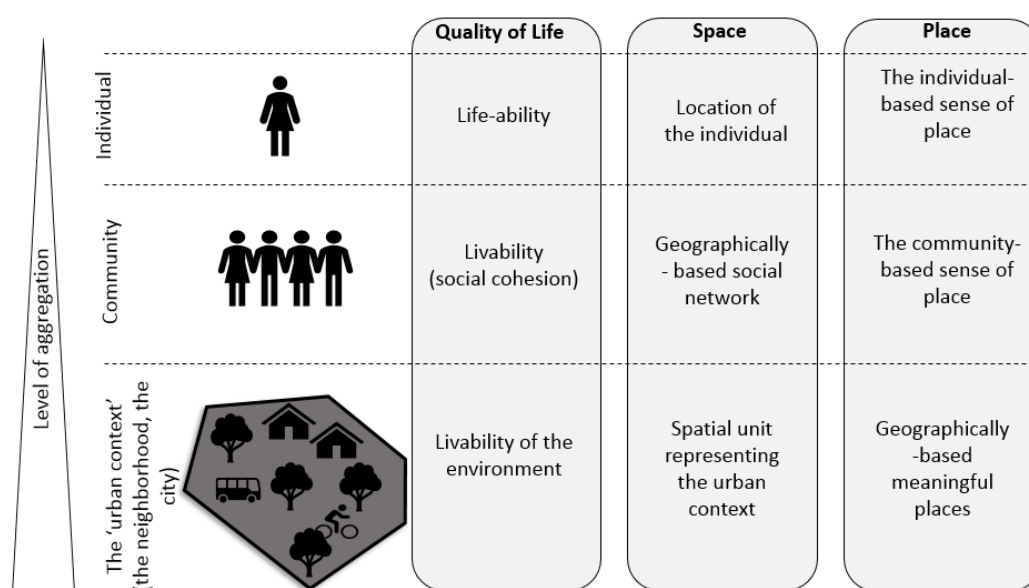 Quality of Life
Space
Place
Level of aggregation
Individual
Life-ability
Location of
the individual
The individual-
based sense of
place
Community
Livability
(social cohesion)
Geographically
- based social
network
The community-
based sense of
place
The 'urban context'
(the neighborhood, the
city)
Livability of the
environment
Spatial unit
representing
the urban
context
Geographically
-based
meaningful
places